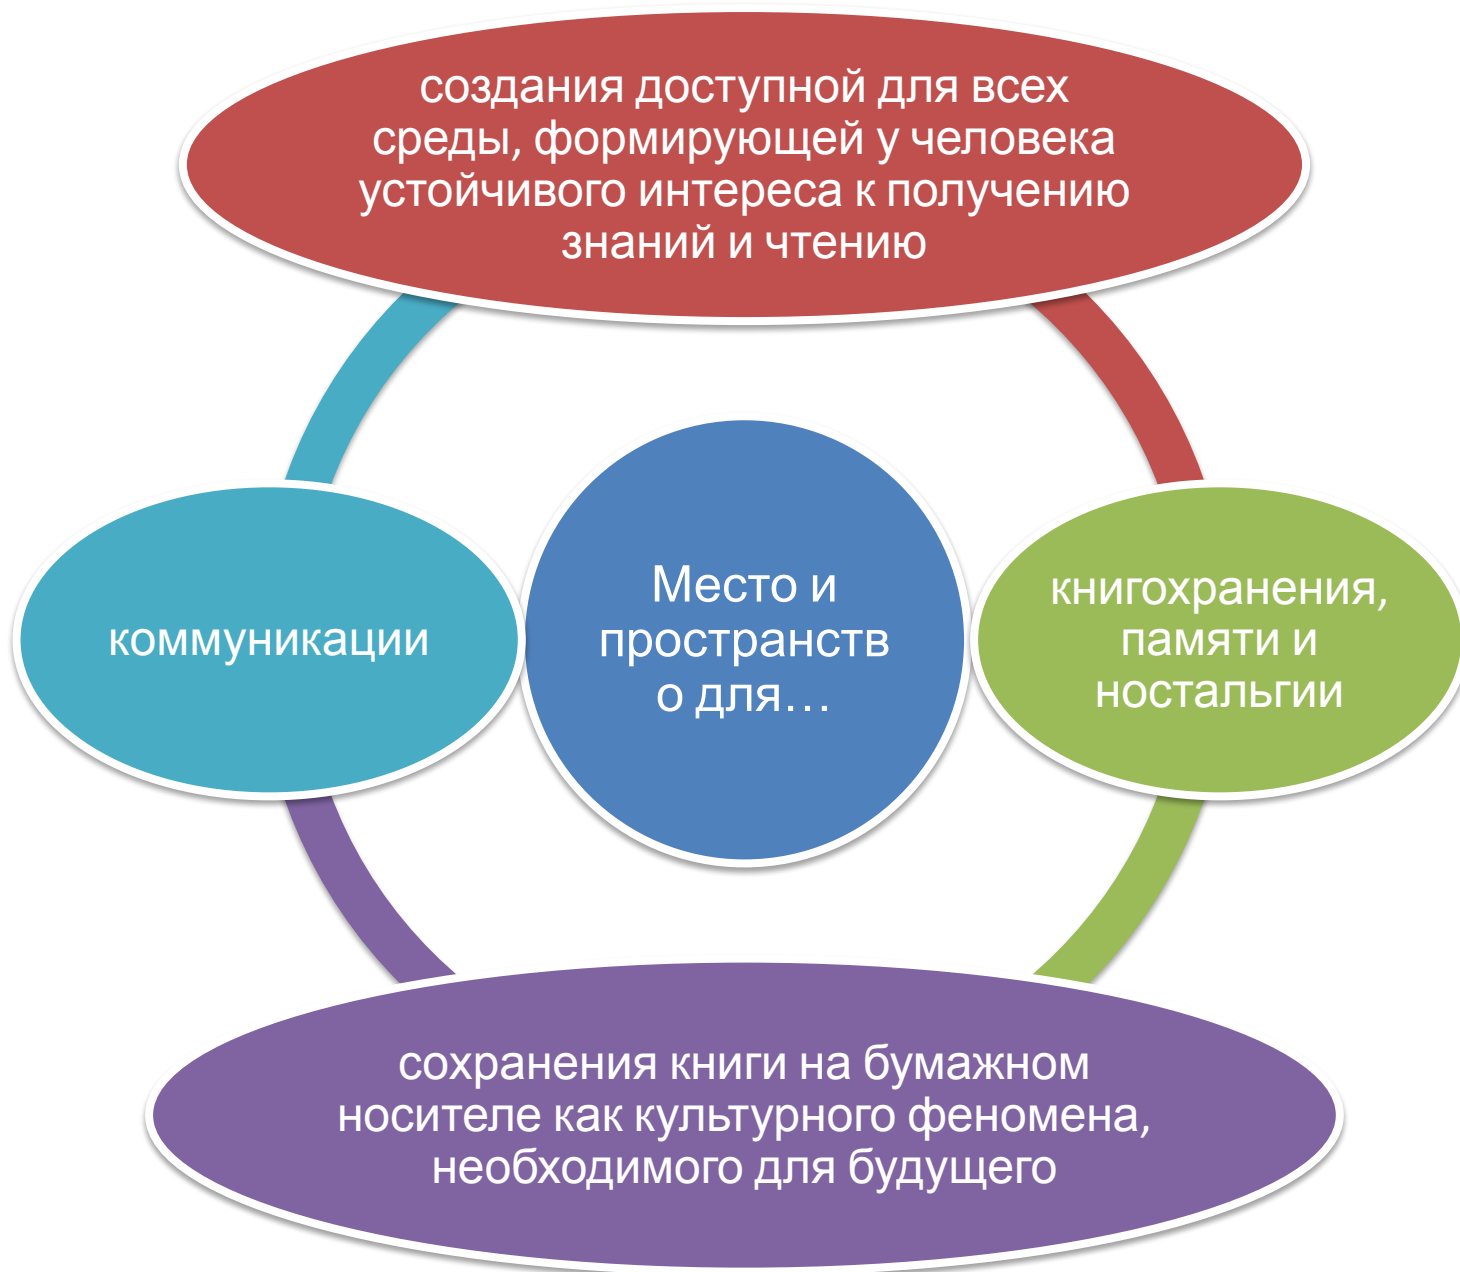 создания доступной для всех
среды, формирующей у человека
устойчивого интереса к получению
знаний и чтению
коммуникации
Место и
пространств
о для…
книгохранения,
памяти и
ностальгии
сохранения книги на бумажном
носителе как культурного феномена,
необходимого для будущего